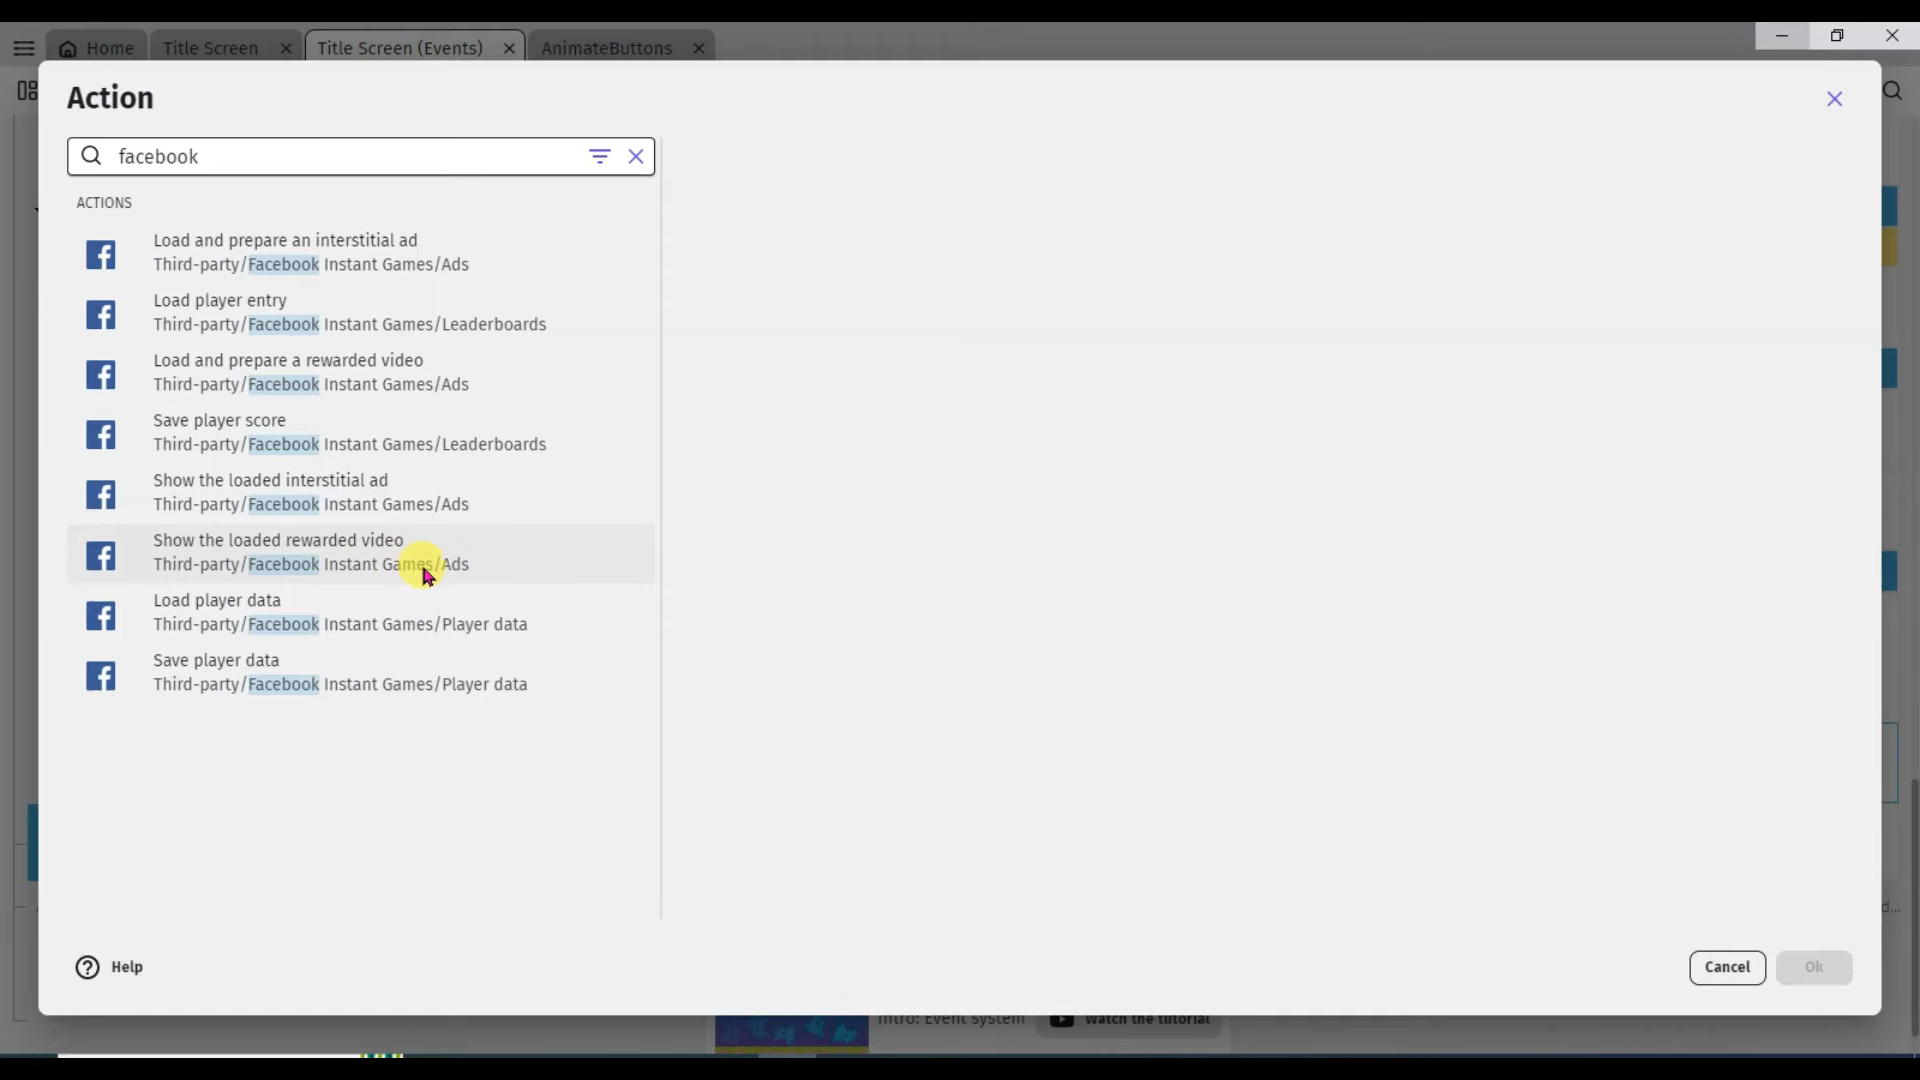 Home
Title Screen
Title Screen (Events)
AnimateButtons
Action
facebook
ACTIONS
Load and prepare an interstitial ad
Third-party/Facebook Instant Games/Ads
Load player entry
Third-party/Facebook Instant Games/Leaderboards
Load and prepare a rewarded video
Third-party/Facebook Instant Games/Ads
Save player score
Third-party/Facebook Instant Games/Leaderboards
Show the loaded interstitial ad
Third-party/Facebook Instant Games/Ads
Show the loaded rewarded video
Third-party/Facebook Instant Games/Ads
Load player data
Third-party/Facebook Instant Games/Player data
Save player data
Third-party/Facebook Instant Games/Player data
Help
Cancel
Ok
Intro: Event system
Watch the tutorial